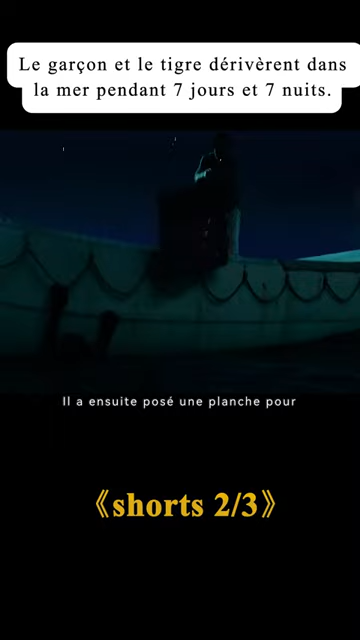 Le garçon et le tigre dérivèrent dans
la mer pendant 7 jours et 7 nuits.
Il a ensuite posé une planche pour
《shorts 2/3》